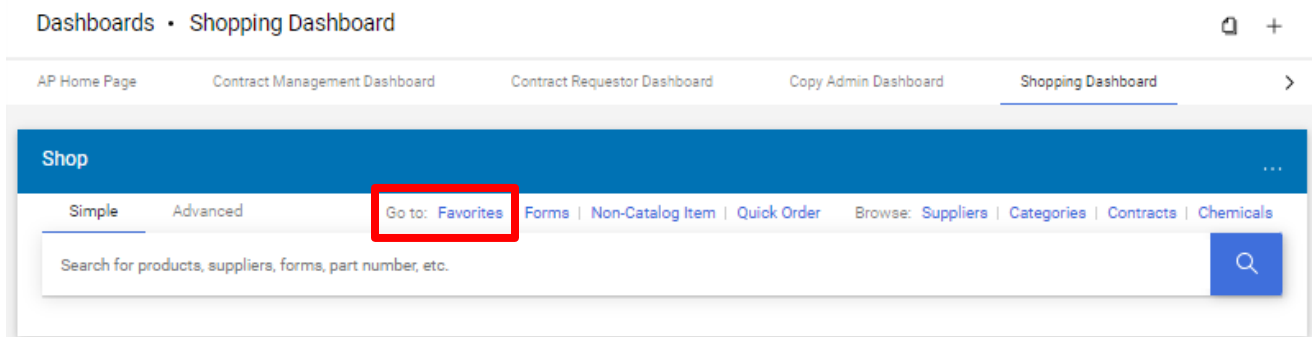 Dashboards • Shopping Dashboard
AP Home Page Contract Management Dashboard Contract Requestor Dashboard Copy Admin Dashboard Shopping Dashboard
Shop
Simple Advanced Go to: Favorites Forms | Non-Catalog Item | Quick Order Browse: Suppliers | Categories | Contracts | Chemicals
Search for products, suppliers, forms, part number, etc.